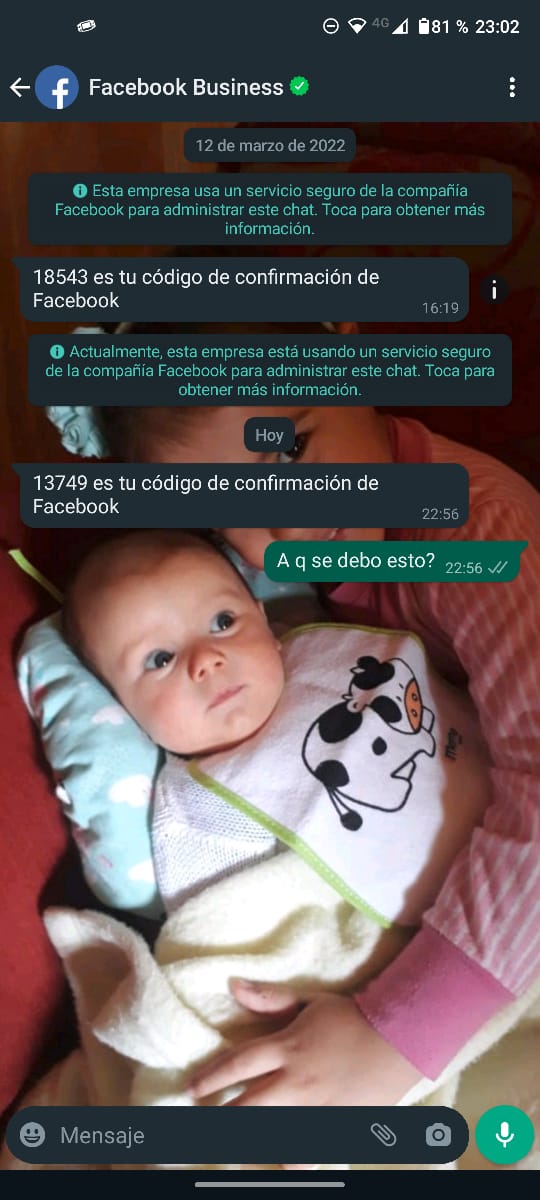 4G 81 % 23:02
Facebook Business
12 de marzo de 2022
Esta empresa usa un servicio seguro de la compañía
Facebook para administrar este chat. Toca para obtener más
información.
18543 es tu código de confirmación de
Facebook
16:19
Actualmente, esta empresa está usando un servicio seguro
de la compañía Facebook para administrar este chat. Toca para
obtener más información.
Hoy
13749 es tu código de confirmación de
Facebook
22:56
A q se debo esto? 22:56
Mensaje